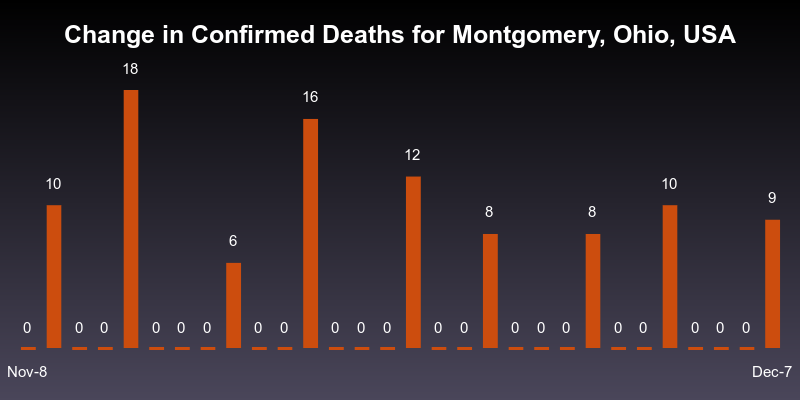 Change in Confirmed Deaths for Montgomery, Ohio, USA
0 10 0 0 18 0 0 0 6 0 0 16 0 0 0 12 0 0 8 0 0 0 8 0 0 10 0 0 0 9
Nov-8 Dec-7